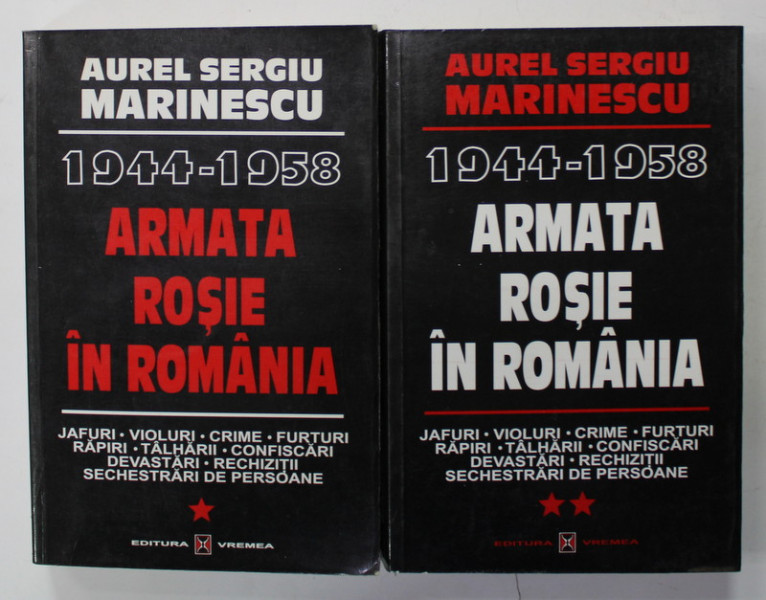 AUREL SERGIU
MARINESCU
1944-1958
ARMATA
ROȘIE
ÎN ROMÂNIA
JAFURI • VIOLURI • CRIME • FURTURI
RĂPIRI • TÂLHĂRII • CONFISCĂRI
DEVASTĂRI • RECHIZIȚII
SECHESTRĂRI DE PERSOANE
EDITURA VREMEA
AUREL SERGIU
MARINESCU
1944-1958
ARMATA
ROȘIE
ÎN ROMÂNIA
JAFURI • VIOLURI • CRIME • FURTURI
RĂPIRI • TÂLHĂRII • CONFISCĂRI
DEVASTĂRI • RECHIZIȚII
SECHESTRĂRI DE PERSOANE
EDITURA VREMEA